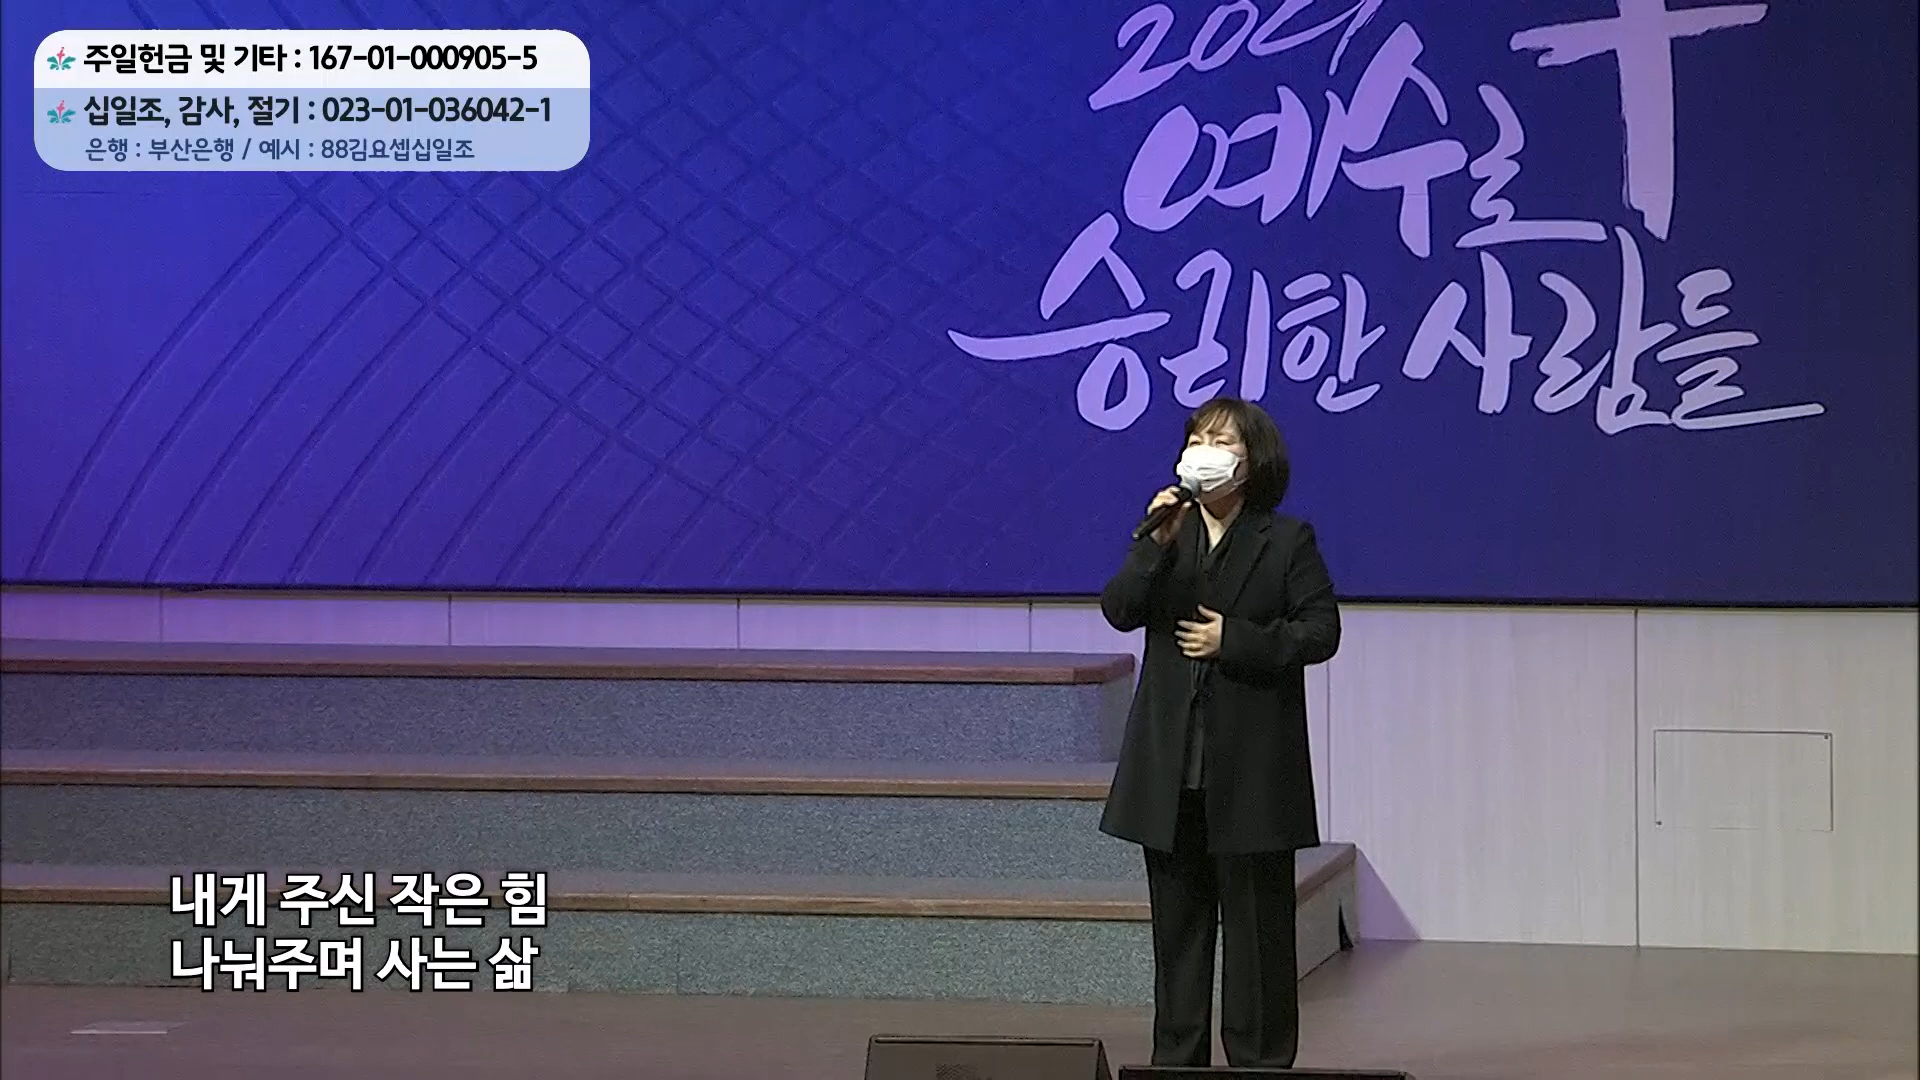 주일헌금 및 기타 : 167-01-000905-5
십일조, 감사, 절기 : 023-01-036042-1
은행 : 부산은행 / 예시 : 88김요셉십일조
2021
예수로
승리한 사람들
내게 주신 작은 힘
나눠주며 사는 삶